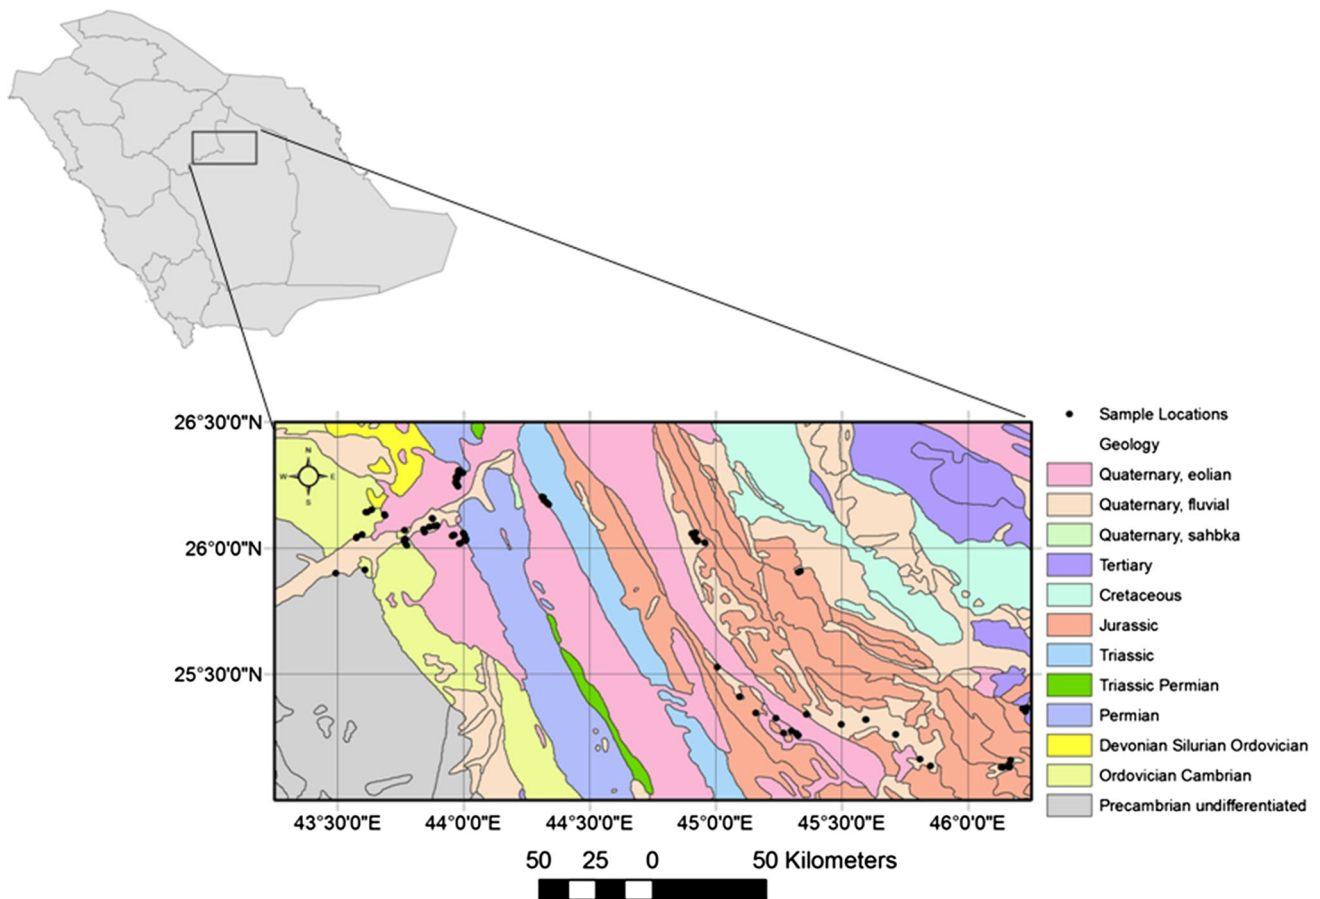 Sample Locations
26°30'0"N
Geology
N
W E
S
Quaternary, eolian
Quaternary, fluvial
Quaternary, sahbka
26°0'0"N
Tertiary
Cretaceous
Jurassic
Triassic
25°30'0"N
Triassic Permian
Permian
Devonian Silurian Ordovician
Ordovician Cambrian
Precambrian undifferentiated
43°30'0"E 44°0'0"E 44°30'0"E 45°0'0"E 45°30'0"E 46°0'0"E
50 25 0 50 Kilometers